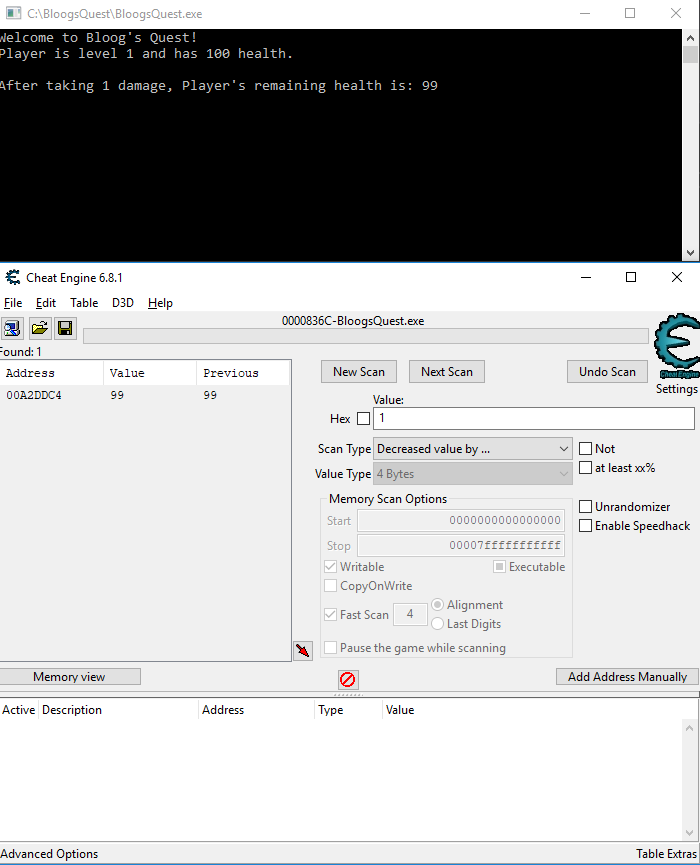 C:\BloogsQuest\BloogsQuest.exe
Welcome to Bloog's Quest!
Player is level 1 and has 100 health.
After taking 1 damage, Player's remaining health is: 99
Cheat Engine 6.8.1
File Edit Table D3D Help
0000836C-BloogsQuest.exe
Found: 1
Address Value Previous
00A2DDC4 99 99
New Scan Next Scan Undo Scan
Cheat Engine
Settings
Value:
Hex 1
Scan Type Decreased value by ... Not
Value Type 4 Bytes at least xx%
Memory Scan Options
Start 0000000000000000 Unrandomizer
Stop 00007fffffffffff Enable Speedhack
Writable Executable
CopyOnWrite
Fast Scan 4 Alignment
Last Digits
Pause the game while scanning
Memory view Add Address Manually
Active Description Address Type Value
Advanced Options Table Extras